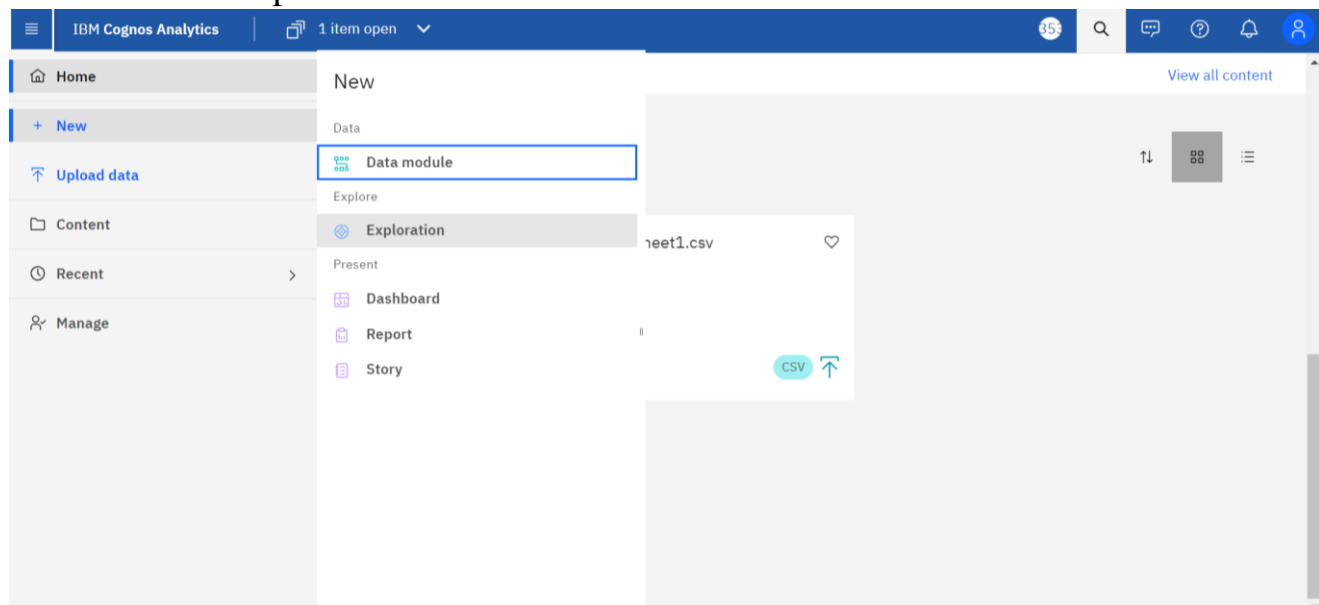 IBM Cognos Analytics
1 item open
Home
New
View all content
+ New
Data
Upload data
Data module
Explore
Content
Exploration
heet1.csv
Recent
Present
Manage
Dashboard
Report
CSV
Story